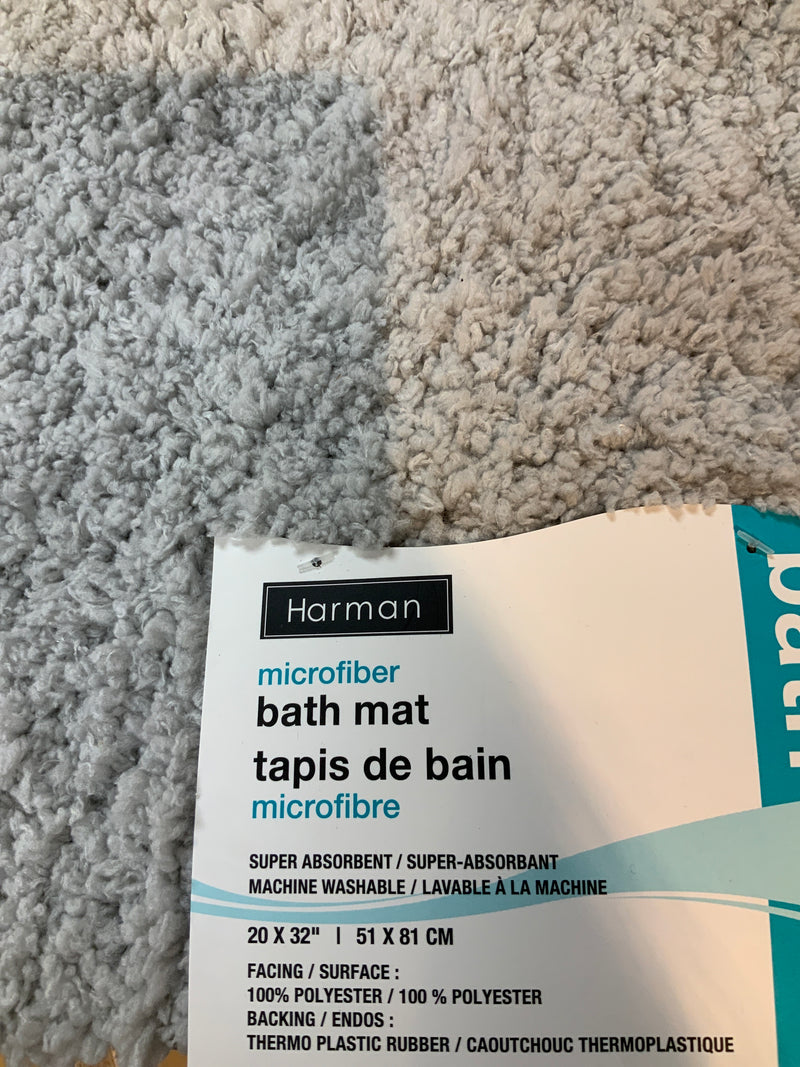 Harman
microfiber
bath mat
tapis de bain
microfibre
SUPER ABSORBENT / SUPER-ABSORBANT
MACHINE WASHABLE / LAVABLE À LA MACHINE
20 X 32" | 51 X 81 CM
FACING / SURFACE :
100% POLYESTER / 100 % POLYESTER
BACKING / ENDOS :
THERMO PLASTIC RUBBER / CAOUTCHOUC THERMOPLASTIQUE